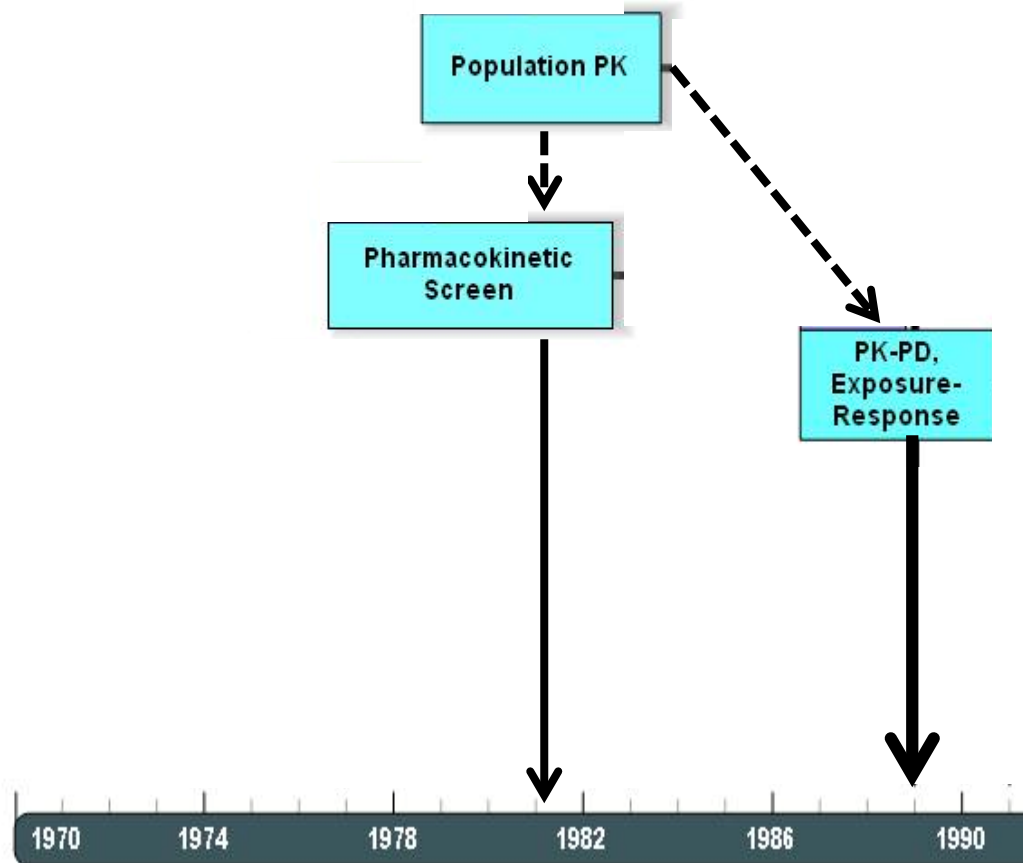 Population PK
Pharmacokinetic
Screen
PK-PD,
Exposure-
Response
1970 1974 1978 1982 1986 1990